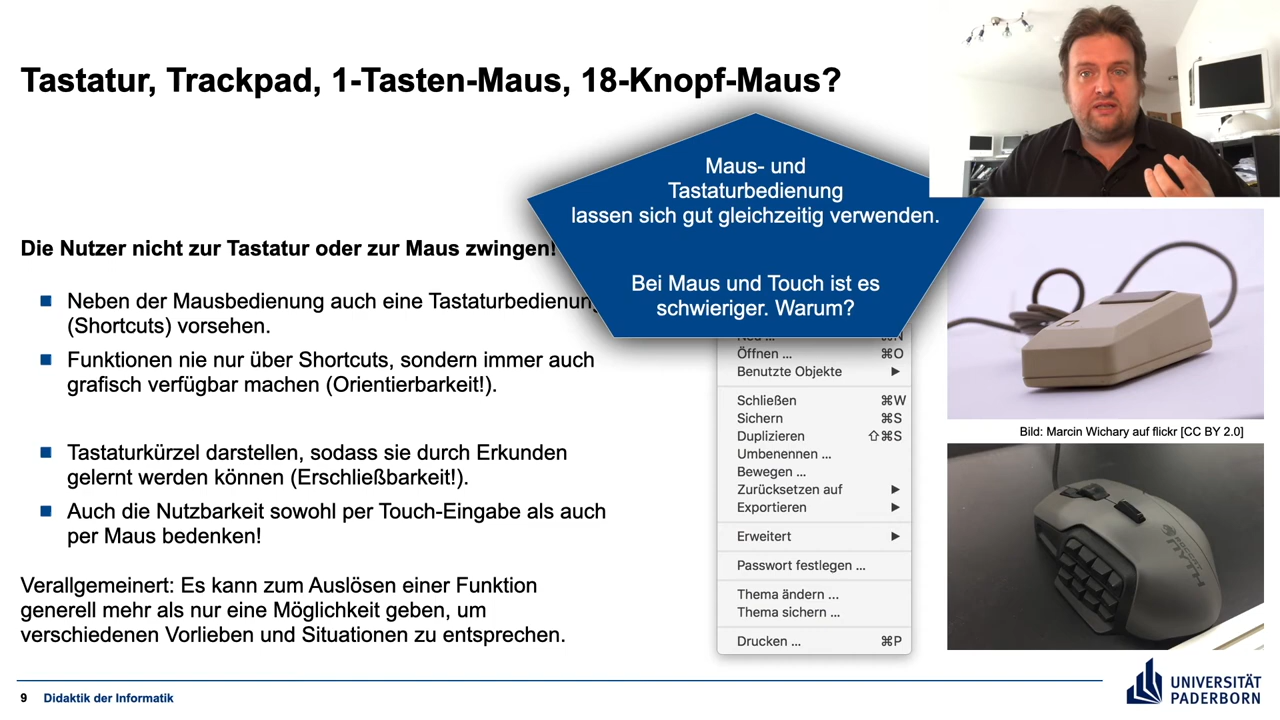 Tastatur, Trackpad, 1-Tasten-Maus, 18-Knopf-Maus?
Maus- und
Tastaturbedienung
lassen sich gut gleichzeitig verwenden.
Bei Maus und Touch ist es
schwieriger. Warum?
Die Nutzer nicht zur Tastatur oder zur Maus zwingen!
Neben der Mausbedienung auch eine Tastaturbedienung
(Shortcuts) vorsehen.
Funktionen nie nur über Shortcuts, sondern immer auch
grafisch verfügbar machen (Orientierbarkeit!).
Tastaturkürzel darstellen, sodass sie durch Erkunden
gelernt werden können (Erschließbarkeit!).
Auch die Nutzbarkeit sowohl per Touch-Eingabe als auch
per Maus bedenken!
Verallgemeinert: Es kann zum Auslösen einer Funktion
generell mehr als nur eine Möglichkeit geben, um
verschiedenen Vorlieben und Situationen zu entsprechen.
Neu ... ⌘N
Öffnen ... ⌘O
Benutzte Objekte ▶
Schließen ⌘W
Sichern ⌘S
Duplizieren ⇧⌘S
Umbenennen ...
Bewegen ...
Zurücksetzen auf ▶
Exportieren ▶
Erweitert ▶
Passwort festlegen ...
Thema ändern ...
Thema sichern ...
Drucken ... ⌘P
Bild: Marcin Wichary auf flickr [CC BY 2.0]
ROCCAT
9 Didaktik der Informatik
UNIVERSITÄT
PADERBORN